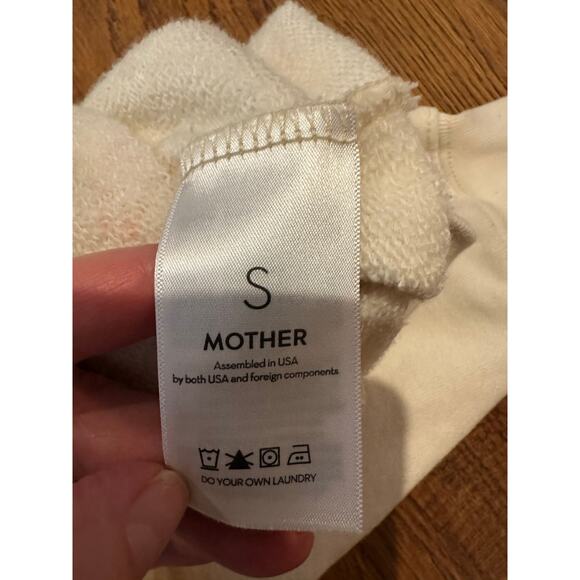 S
MOTHER
Assembled in USA
by both USA and foreign components
DO YOUR OWN LAUNDRY